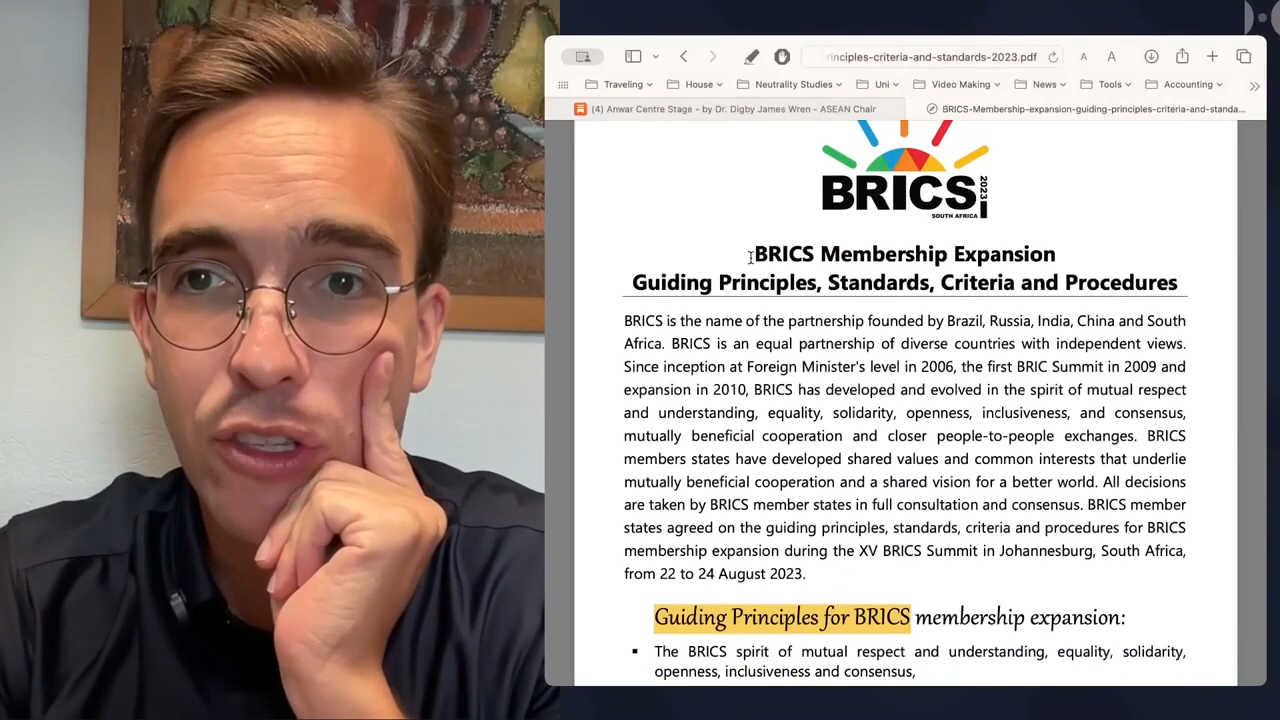 rinciples-criteria-and-standards-2023.pdf
A A
Traveling House Neutrality Studies Uni Video Making News Tools Accounting
(4) Anwar Centre Stage - by Dr. Digby James Wren - ASEAN Chair
BRICS-Membership-expansion-guiding-principles-criteria-and-standa...
BRICS
2023
SOUTH AFRICA
BRICS Membership Expansion
Guiding Principles, Standards, Criteria and Procedures
BRICS is the name of the partnership founded by Brazil, Russia, India, China and South
Africa. BRICS is an equal partnership of diverse countries with independent views.
Since inception at Foreign Minister's level in 2006, the first BRIC Summit in 2009 and
expansion in 2010, BRICS has developed and evolved in the spirit of mutual respect
and understanding, equality, solidarity, openness, inclusiveness, and consensus,
mutually beneficial cooperation and closer people-to-people exchanges. BRICS
members states have developed shared values and common interests that underlie
mutually beneficial cooperation and a shared vision for a better world. All decisions
are taken by BRICS member states in full consultation and consensus. BRICS member
states agreed on the guiding principles, standards, criteria and procedures for BRICS
membership expansion during the XV BRICS Summit in Johannesburg, South Africa,
from 22 to 24 August 2023.
Guiding Principles for BRICS membership expansion:
▪ The BRICS spirit of mutual respect and understanding, equality, solidarity,
openness, inclusiveness and consensus,